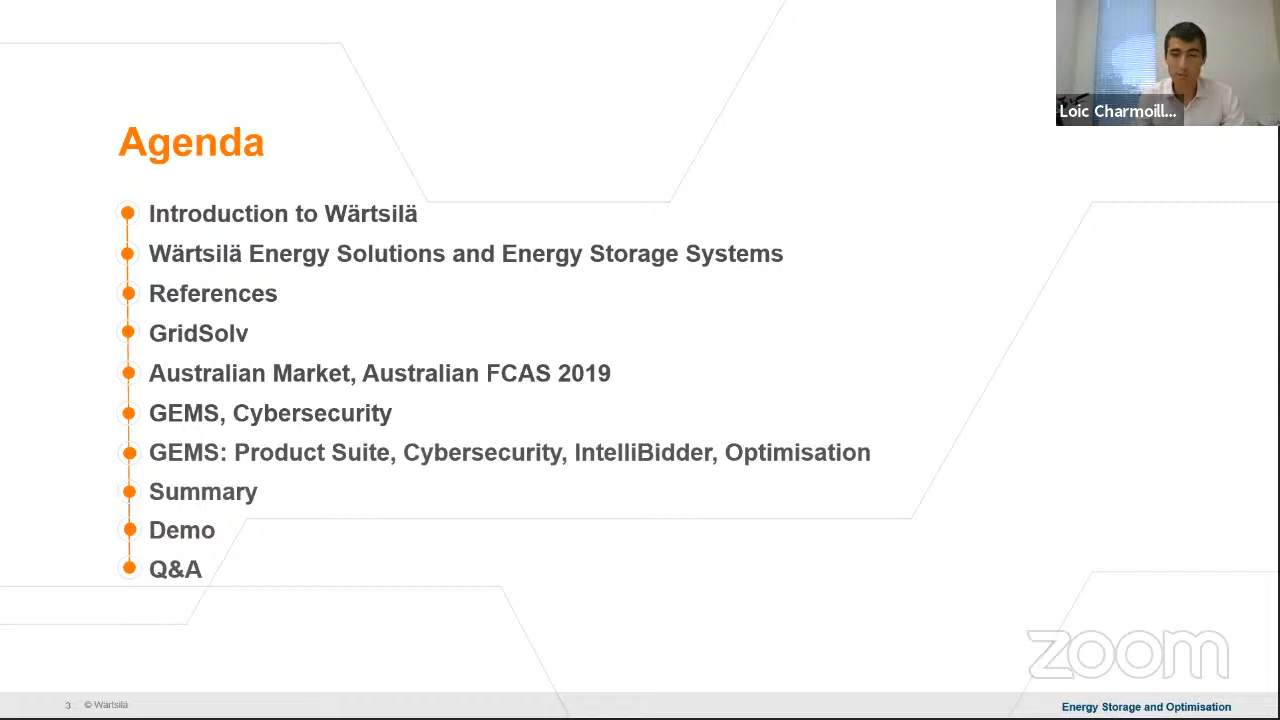 Loic Charmoill...
Agenda
Introduction to Wärtsilä
Wärtsilä Energy Solutions and Energy Storage Systems
References
GridSolv
Australian Market, Australian FCAS 2019
GEMS, Cybersecurity
GEMS: Product Suite, Cybersecurity, IntelliBidder, Optimisation
Summary
Demo
Q&A
zoom
3 © Wärtsilä
Energy Storage and Optimisation